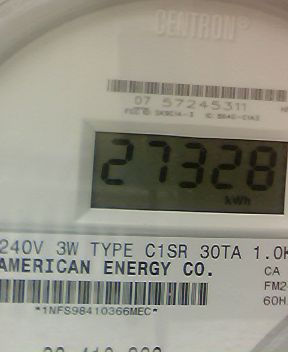 CENTRON®
07 57245311
27328
kWh
240V 3W TYPE C1SR 30TA 1.0K
AMERICAN ENERGY CO.
CA
FM2
60H
*1NFS98410366MEC*